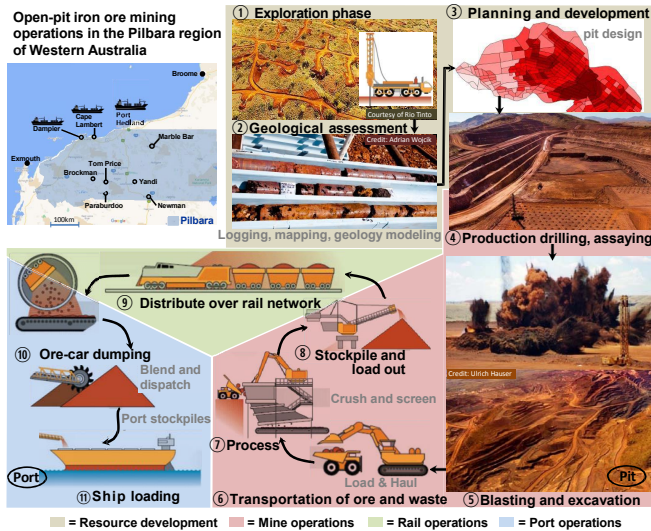 Open-pit iron ore mining
operations in the Pilbara region
of Western Australia
Broome
Port
Hedland
Cape
Lambert
Dampier
Marble Bar
Exmouth
Tom Price
Brockman
Yandi
Paraburdoo
Newman
100km
Google
Pilbara
① Exploration phase
Courtesy of Rio Tinto
② Geological assessment
Credit: Adrian Wojcik
Logging, mapping, geology modeling
③ Planning and development
pit design
④ Production drilling, assaying
Credit: Ulrich Hauser
Pit
⑤ Blasting and excavation
⑥ Transportation of ore and waste
Load & Haul
⑦ Process
Crush and screen
⑧ Stockpile and
load out
⑨ Distribute over rail network
⑩ Ore-car dumping
Blend and
dispatch
Port stockpiles
Port
⑪ Ship loading
= Resource development
= Mine operations
= Rail operations
= Port operations